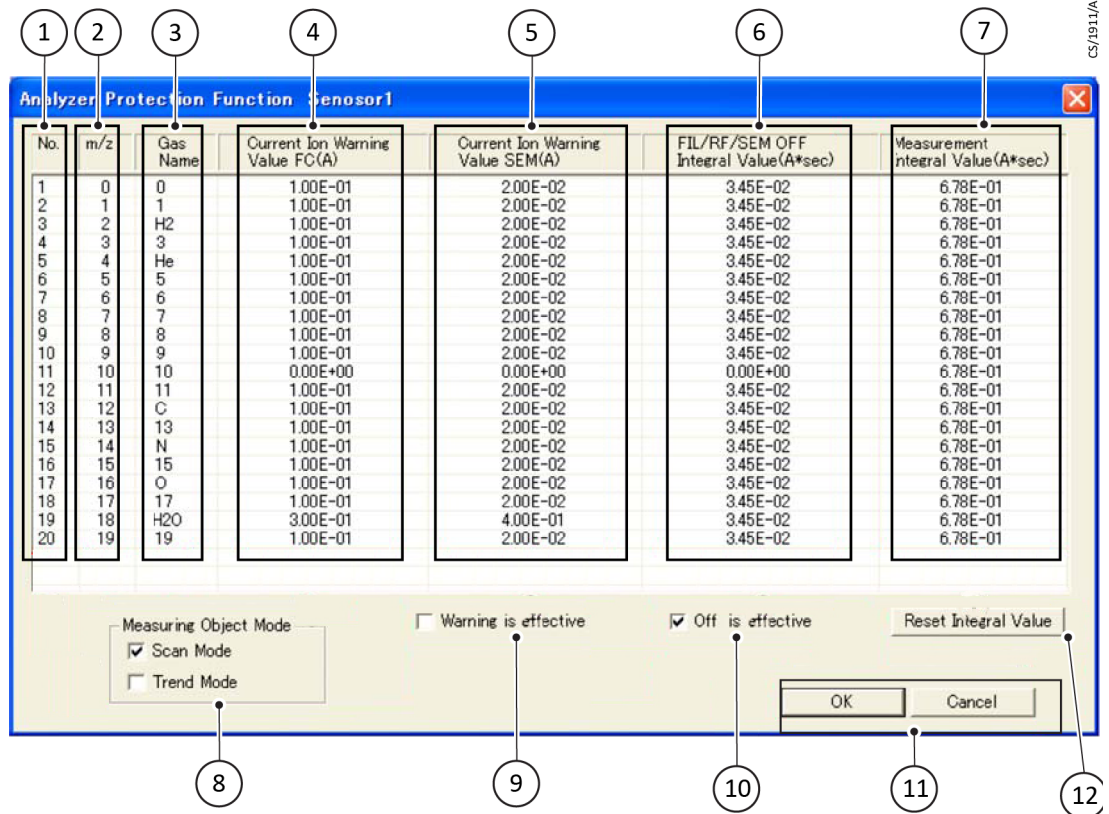 1 2 3 4 5 6 7
CS/1911/A
Analyzer Protection Function Senosor1
No. m/z Gas Name Current Ion Warning Value FC(A) Current Ion Warning Value SEM(A) FIL/RF/SEM OFF Integral Value(A*sec) Measurement ntegral Value(A*sec)
1 0 0 1.00E-01 2.00E-02 3.45E-02 6.78E-01
2 1 1 1.00E-01 2.00E-02 3.45E-02 6.78E-01
3 2 H2 1.00E-01 2.00E-02 3.45E-02 6.78E-01
4 3 3 1.00E-01 2.00E-02 3.45E-02 6.78E-01
5 4 He 1.00E-01 2.00E-02 3.45E-02 6.78E-01
6 5 5 1.00E-01 2.00E-02 3.45E-02 6.78E-01
7 6 6 1.00E-01 2.00E-02 3.45E-02 6.78E-01
8 7 7 1.00E-01 2.00E-02 3.45E-02 6.78E-01
9 8 8 1.00E-01 2.00E-02 3.45E-02 6.78E-01
10 9 9 1.00E-01 2.00E-02 3.45E-02 6.78E-01
11 10 10 0.00E+00 0.00E+00 0.00E+00 6.78E-01
12 11 11 1.00E-01 2.00E-02 3.45E-02 6.78E-01
13 12 C 1.00E-01 2.00E-02 3.45E-02 6.78E-01
14 13 13 1.00E-01 2.00E-02 3.45E-02 6.78E-01
15 14 N 1.00E-01 2.00E-02 3.45E-02 6.78E-01
16 15 15 1.00E-01 2.00E-02 3.45E-02 6.78E-01
17 16 O 1.00E-01 2.00E-02 3.45E-02 6.78E-01
18 17 17 1.00E-01 2.00E-02 3.45E-02 6.78E-01
19 18 H2O 3.00E-01 4.00E-01 3.45E-02 6.78E-01
20 19 19 1.00E-01 2.00E-02 3.45E-02 6.78E-01
Measuring Object Mode
Scan Mode
Trend Mode
Warning is effective
Off is effective
Reset Integral Value
OK Cancel
8 9 10 11 12